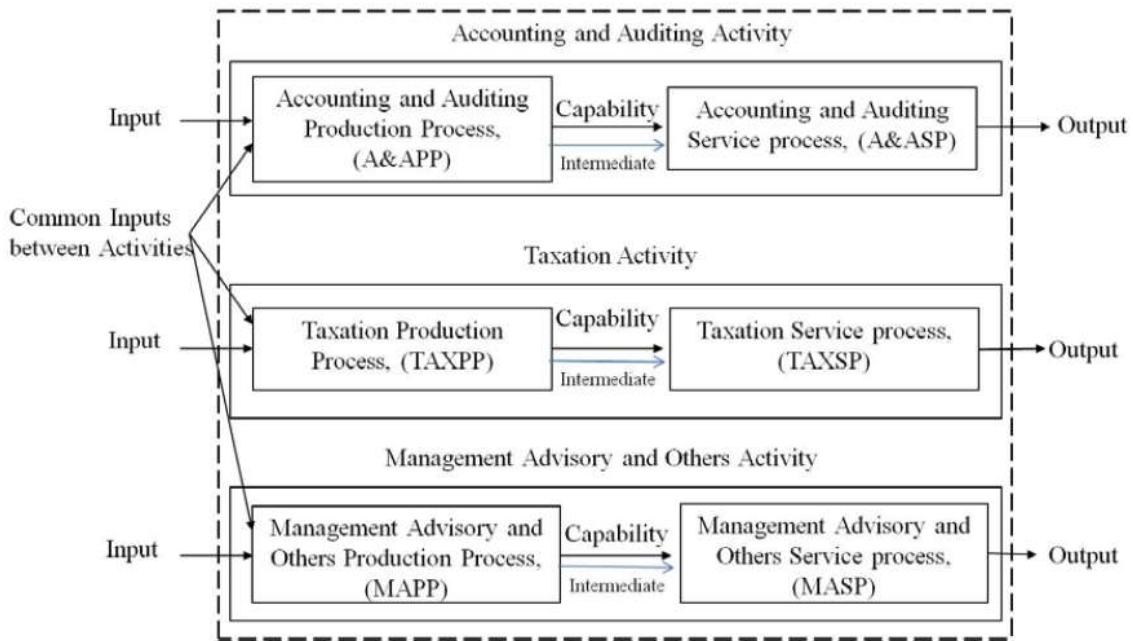 Accounting and Auditing Activity
Input
Accounting and Auditing
Production Process,
(A&APP)
Capability
Intermediate
Accounting and Auditing
Service process, (A&ASP)
Output
Common Inputs
between Activities
Taxation Activity
Input
Taxation Production
Process, (TAXPP)
Capability
Intermediate
Taxation Service process,
(TAXSP)
Output
Management Advisory and Others Activity
Input
Management Advisory and
Others Production Process,
(MAPP)
Capability
Intermediate
Management Advisory and
Others Service process,
(MASP)
Output